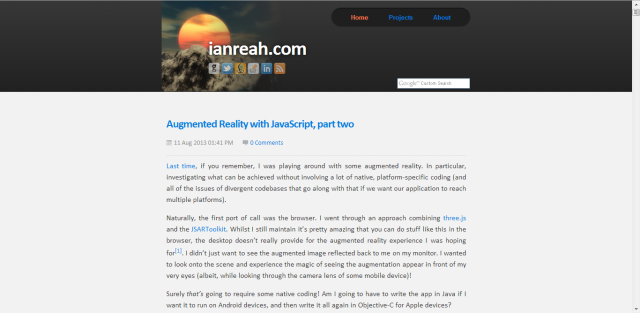 Home Projects About
ianreah.com
Google™ Custom Search
Augmented Reality with JavaScript, part two
11 Aug 2013 01:41 PM 0 Comments
Last time, if you remember, I was playing around with some augmented reality. In particular,
investigating what can be achieved without involving a lot of native, platform-specific coding (and
all of the issues of divergent codebases that go along with that if we want our application to reach
multiple platforms).
Naturally, the first port of call was the browser. I went through an approach combining three.js
and the JSARToolkit. Whilst I still maintain it's pretty amazing that you can do stuff like this in the
browser, the desktop doesn't really provide for the augmented reality experience I was hoping
for[1]. I didn't just want to see the augmented image reflected back to me on my monitor. I wanted
to look onto the scene and experience the magic of seeing the augmentation appear in front of my
very eyes (albeit, while looking through the camera lens of some mobile device)!
Surely that's going to require some native coding! Am I going to have to write the app in Java if I
want it to run on Android devices, and then write it all again in Objective-C for Apple devices?